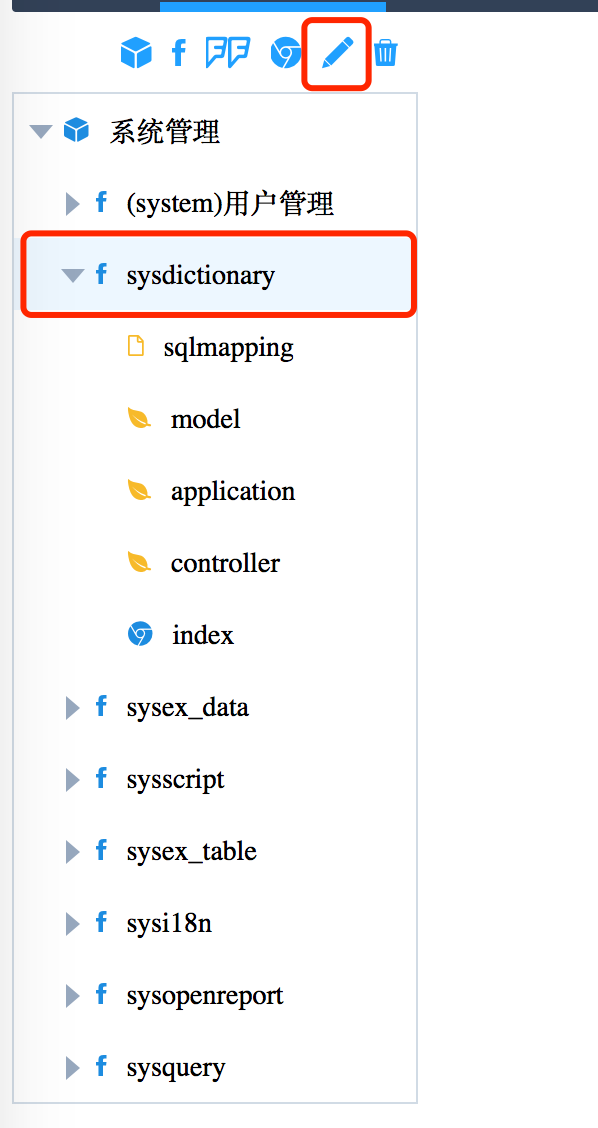 系统管理
(system)用户管理
sysdictionary
sqlmapping
model
application
controller
index
sysex_data
sysscript
sysex_table
sysi18n
sysopenreport
sysquery